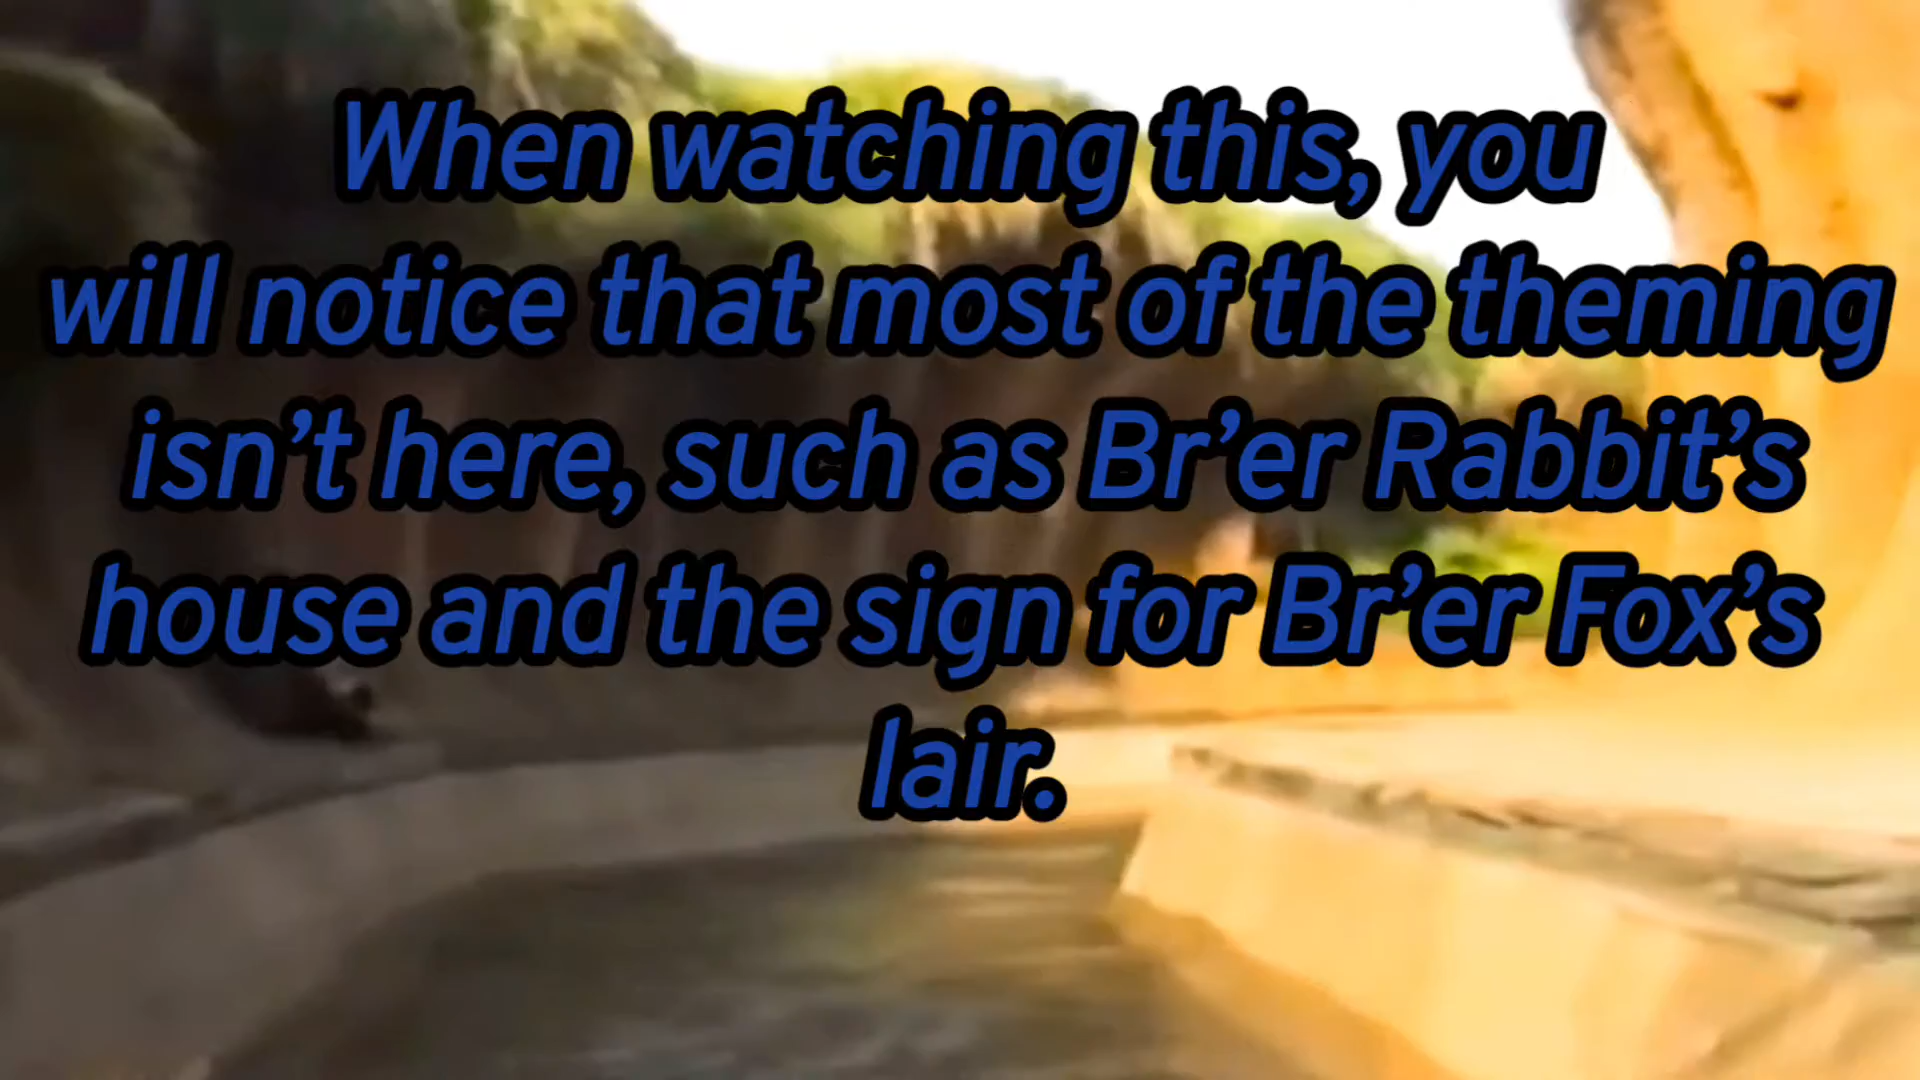 When watching this, you
will notice that most of the theming
isn’t here, such as Br’er Rabbit’s
house and the sign for Br’er Fox’s
lair.